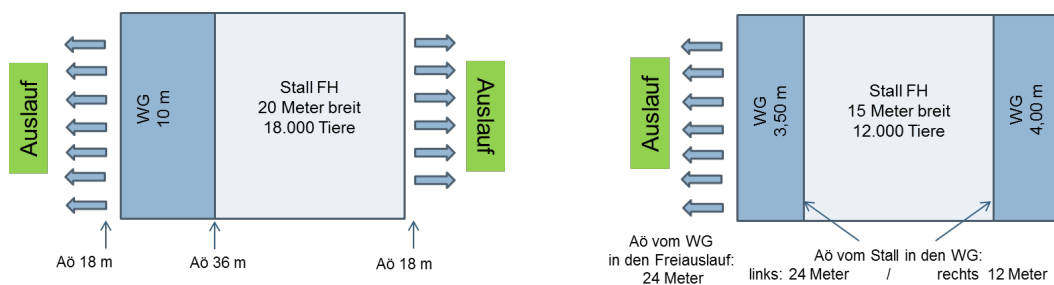 Auslauf
WG
10 m
Stall FH
20 Meter breit
18.000 Tiere
Auslauf
Aö 18 m
Aö 36 m
Aö 18 m
Auslauf
WG
3,50 m
Stall FH
15 Meter breit
12.000 Tiere
WG
4,00 m
Aö vom WG
in den Freiauslauf:
24 Meter
Aö vom Stall in den WG:
links: 24 Meter / rechts 12 Meter